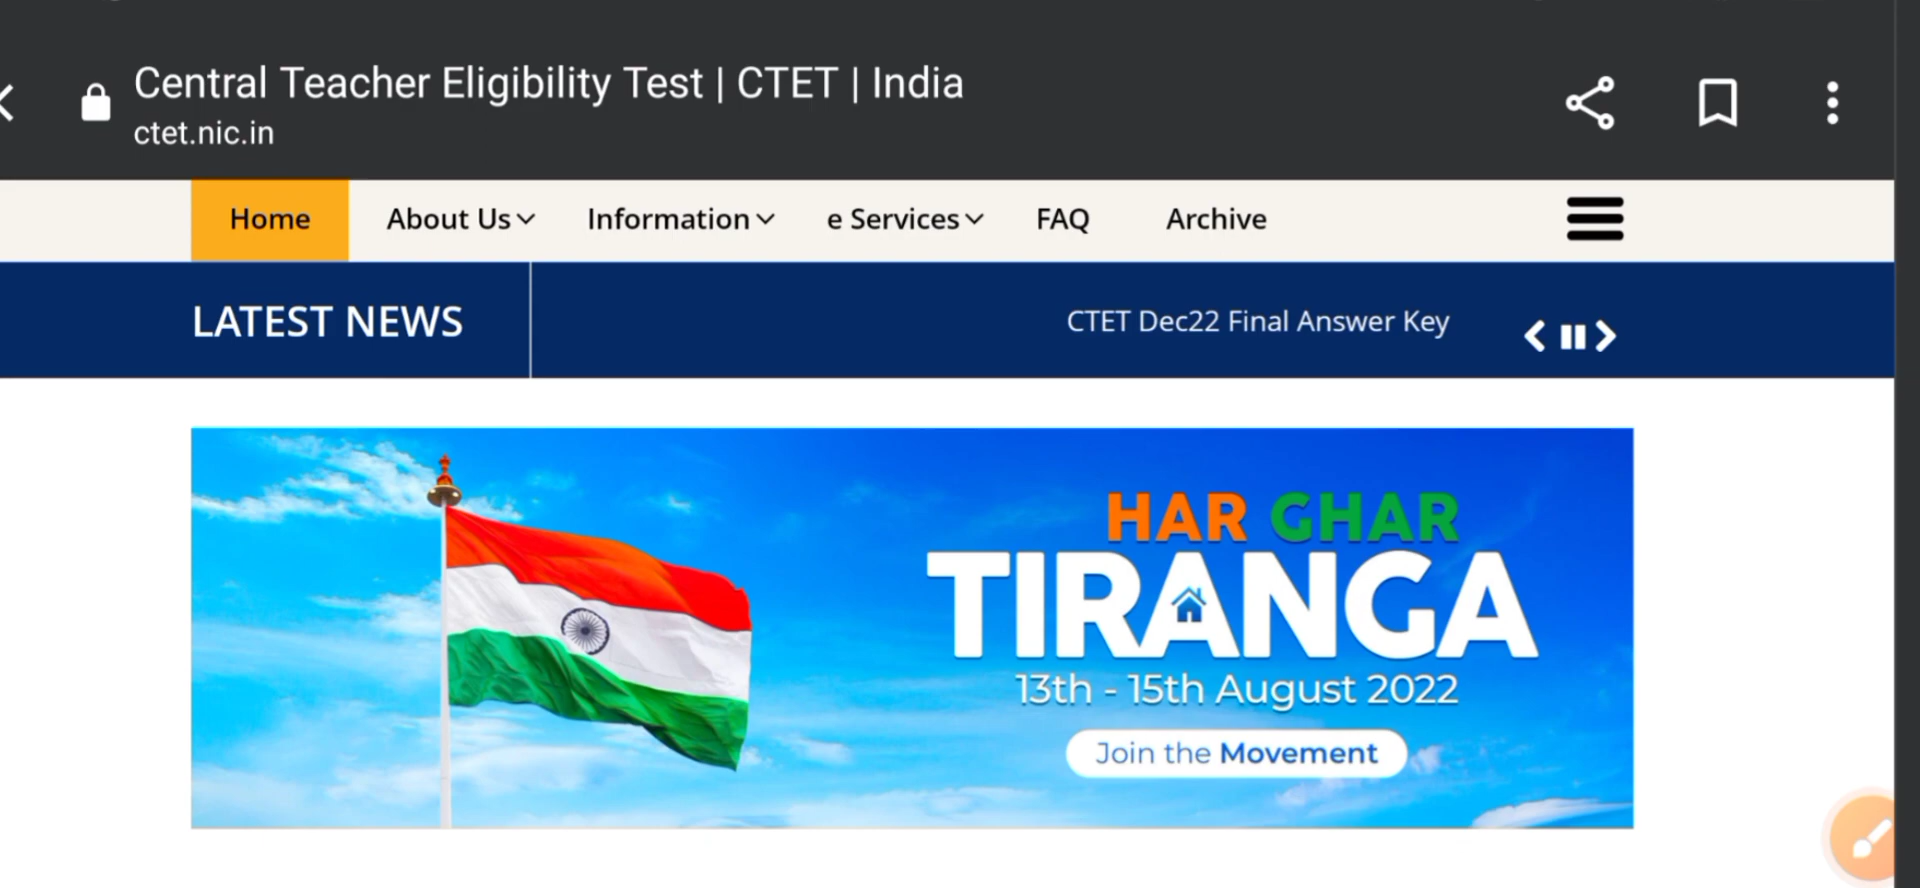 Central Teacher Eligibility Test | CTET | India
ctet.nic.in
Home About Us Information e Services FAQ Archive
LATEST NEWS CTET Dec22 Final Answer Key
HAR GHAR
TIRANGA
13th - 15th August 2022
Join the Movement